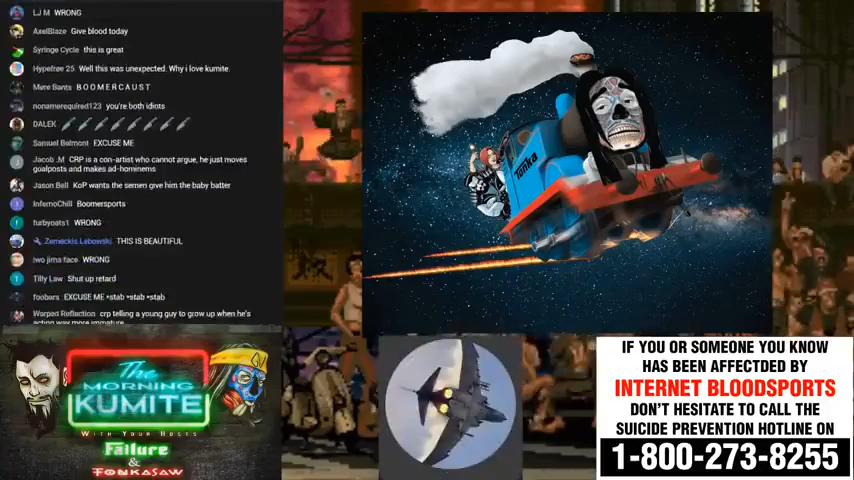 LJ M WRONG
AxelBlaze Give blood today
Syringe Cycle this is great
Hypefree 25 Well this was unexpected. Why i love kumite.
More Bants B O O M E R C A U S T
nonamerequired123 you're both idiots
DALEK
Samuel Belmont EXCUSE ME
Jacob .M CRP is a con-artist who cannot argue, he just moves
goalposts and makes ad-hominems
Jason Bell KoP wants the semen give him the baby batter
InfernoChill Boomersports
furbyoats1 WRONG
Zemeckis Lebowski THIS IS BEAUTIFUL
iwo jima face WRONG
Tilly Law Shut up retard
foobars EXCUSE ME *stab *stab *stab
Warped Reflection crp telling a young guy to grow up when he's
acting way more immature
Tonka
The
MORNING
KUMITE
WITH YOUR HOSTS
Failure
&
TONKASAW
GV
IF YOU OR SOMEONE YOU KNOW
HAS BEEN AFFECTDED BY
INTERNET BLOODSPORTS
DON'T HESITATE TO CALL THE
SUICIDE PREVENTION HOTLINE ON
1-800-273-8255